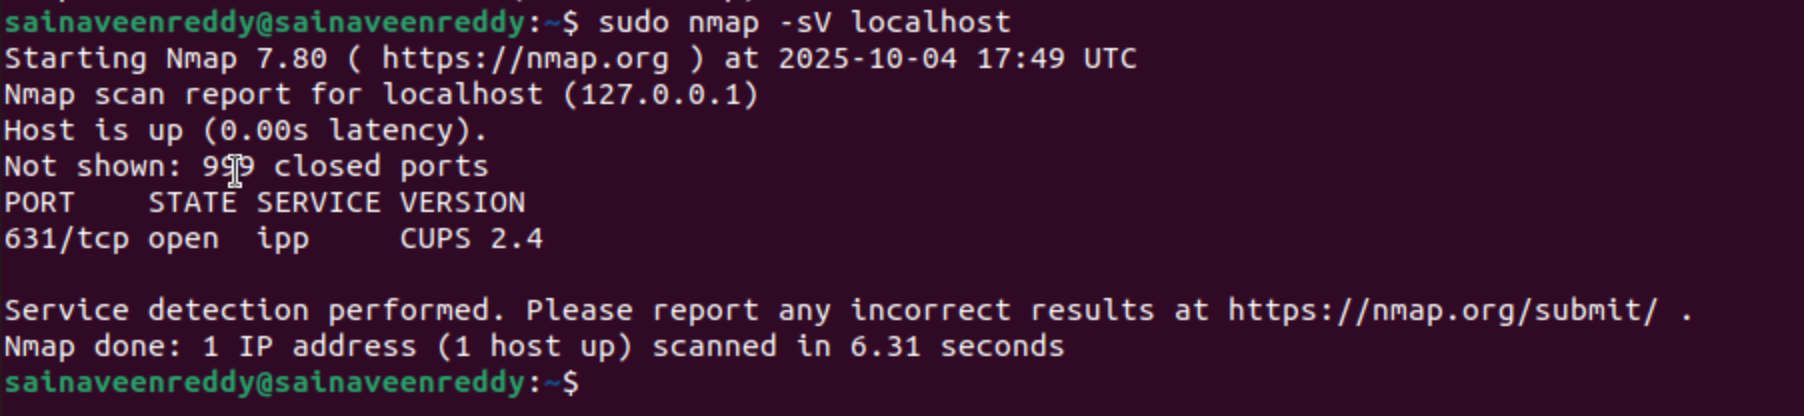 sainaveenreddy@sainaveenreddy:~$ sudo nmap -sV localhost
Starting Nmap 7.80 ( https://nmap.org ) at 2025-10-04 17:49 UTC
Nmap scan report for localhost (127.0.0.1)
Host is up (0.00s latency).
Not shown: 999 closed ports
PORT    STATE SERVICE VERSION
631/tcp open  ipp     CUPS 2.4

Service detection performed. Please report any incorrect results at https://nmap.org/submit/ .
Nmap done: 1 IP address (1 host up) scanned in 6.31 seconds
sainaveenreddy@sainaveenreddy:~$